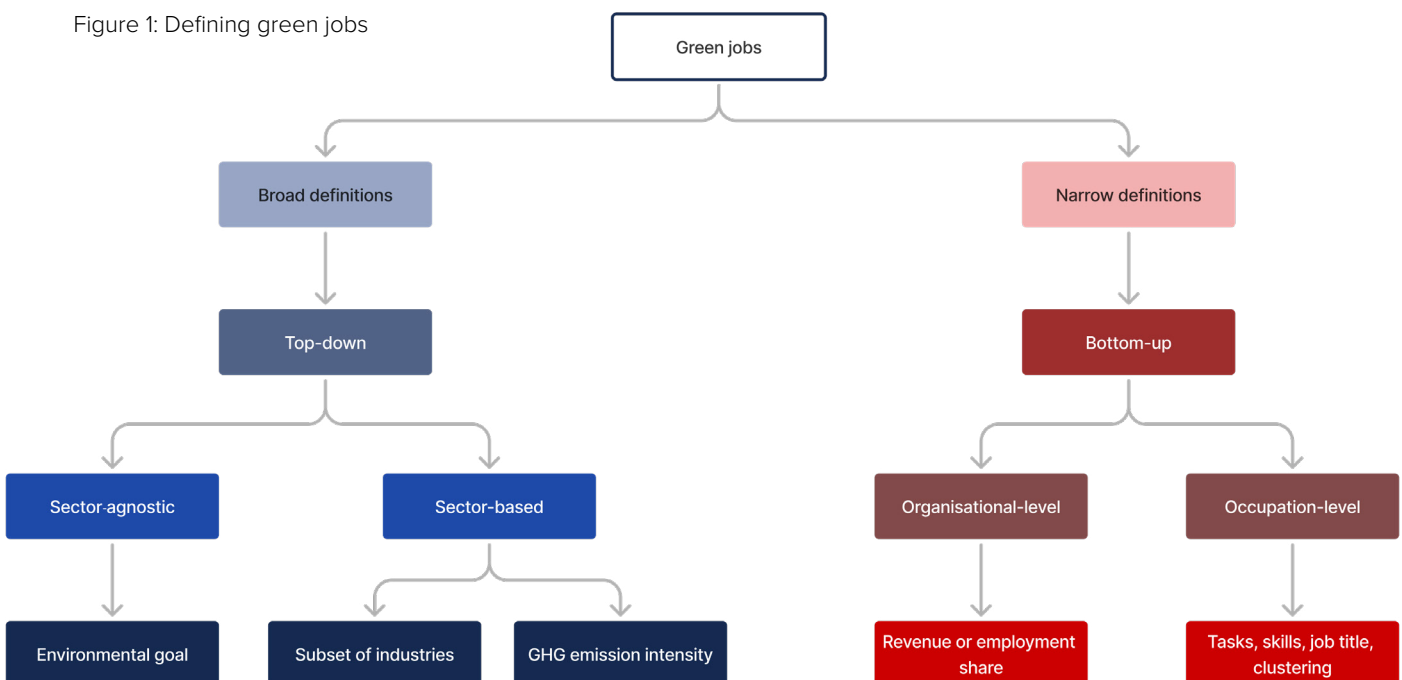 Figure 1: Defining green jobs
Green jobs
Broad definitions
Narrow definitions
Top-down
Bottom-up
Sector-agnostic
Sector-based
Organisational-level
Occupation-level
Environmental goal
Subset of industries
GHG emission intensity
Revenue or employment
share
Tasks, skills, job title,
clustering